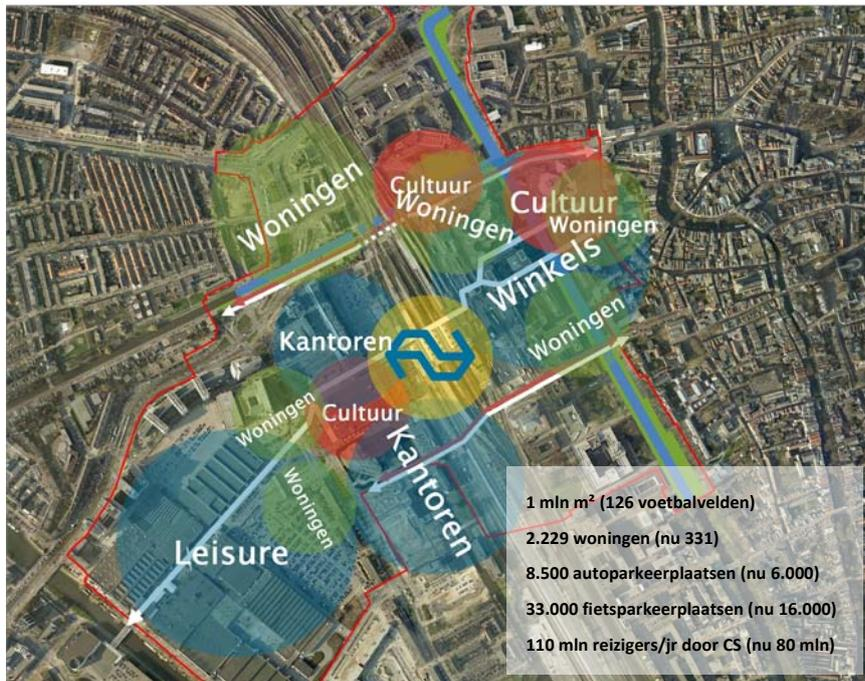 Woningen
Cultuur
Woningen
Cultuur
Woningen
Winkels
Woningen
Kantoren
Woningen
Cultuur
Kantoren
Woningen
Leisure
1 mln m² (126 voetbalvelden)
2.229 woningen (nu 331)
8.500 autoparkeerplaatsen (nu 6.000)
33.000 fietsparkeerplaatsen (nu 16.000)
110 mln reizigers/jr door CS (nu 80 mln)